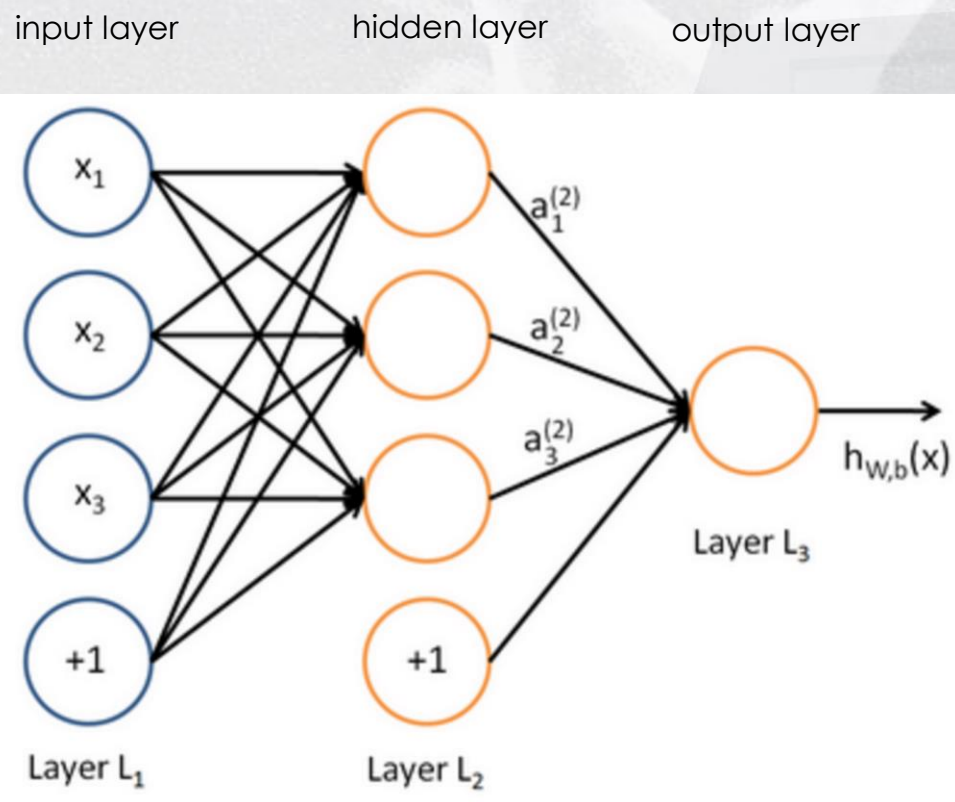 input layer hidden layer output layer
x₁
a₁⁽²⁾
x₂
a₂⁽²⁾
a₃⁽²⁾
h_W,b(x)
x₃
Layer L₃
+1 +1
Layer L₁ Layer L₂